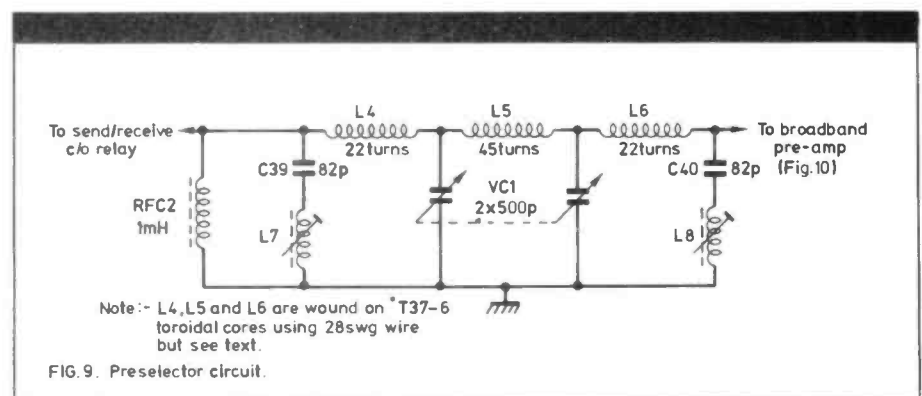 L4
L5
L6
To send/receive
c/o relay
22turns
45turns
22turns
To broadband
pre-amp
(Fig.10)
C39
82p
VC1
2x500p
C40
82p
RFC2
1mH
L7
L8
Note:- L4,L5 and L6 are wound on *T37-6
toroidal cores using 28swg wire
but see text.
FIG.9. Preselector circuit.